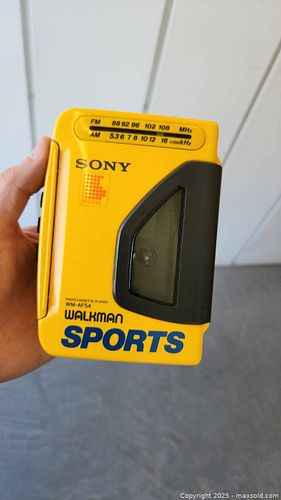 FM 88 92 96 102 108 MHz
AM 5.3 6 7 8 10 12 16 ×100kHz
SONY
RADIO CASSETTE PLAYER
WM-AF54
WALKMAN
SPORTS
Copyright 2025 - maxsold.com